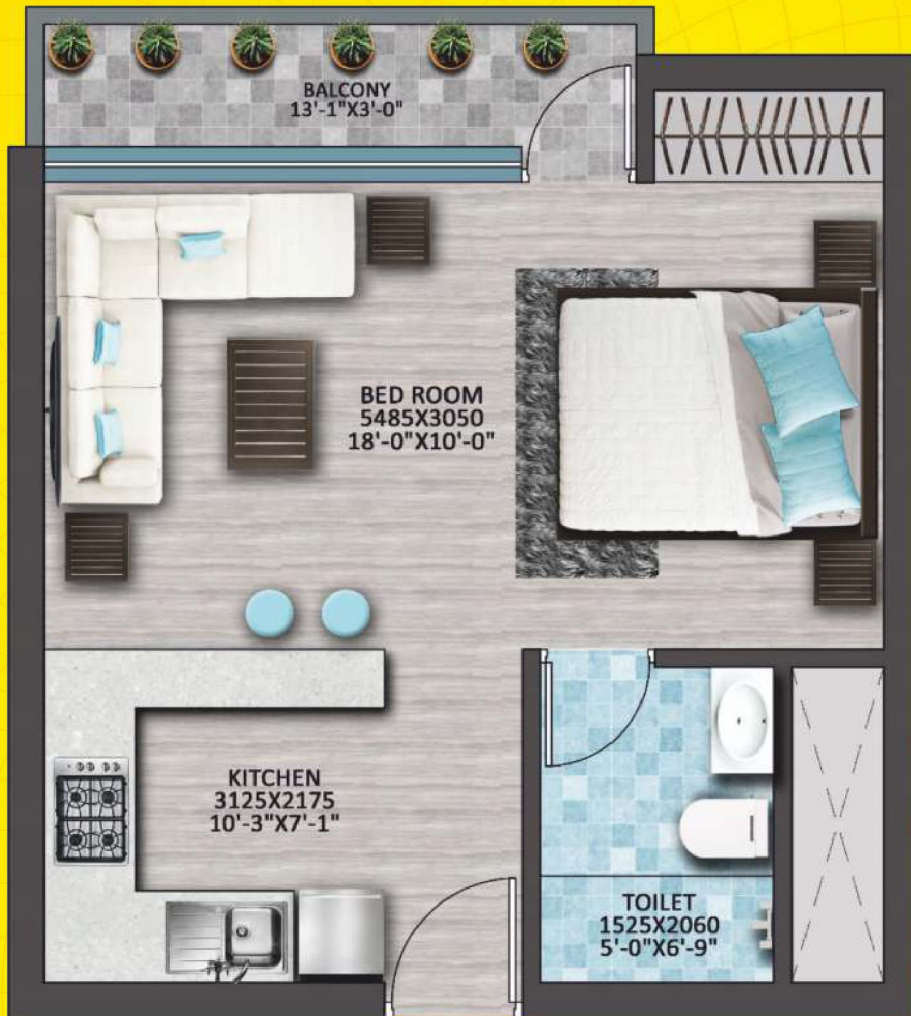 BALCONY
13'-1"X3'-0"
BED ROOM
5485X3050
18'-0"X10'-0"
KITCHEN
3125X2175
10'-3"X7'-1"
TOILET
1525X2060
5'-0"X6'-9"